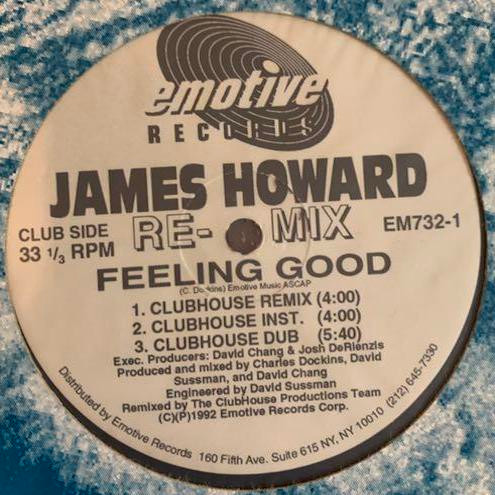 emotive
RECORDS
JAMES HOWARD
CLUB SIDE
33 1/3 RPM
RE-MIX
EM732-1
FEELING GOOD
(C. Dockins) Emotive Music ASCAP
1. CLUBHOUSE REMIX (4:00)
2. CLUBHOUSE INST. (4:00)
3. CLUBHOUSE DUB (5:40)
Exec. Producers: David Chang & Josh DeRienzis
Produced and mixed by Charles Dockins, David
Sussman, and David Chang
Engineered by David Sussman
Remixed by The ClubHouse Productions Team
(C)(P)1992 Emotive Records Corp.
Distributed by Emotive Records 160 Fifth Ave. Suite 615 NY, NY 10010 (212) 645-7330